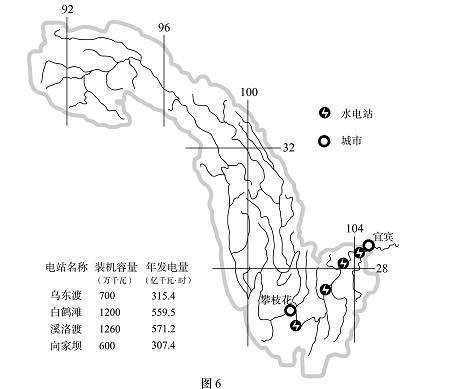 92
96
100
水电站
32
城市
104
宜宾
电站名称 装机容量 年发电量
(万千瓦) (亿千瓦·时)
28
乌东渡 700 315.4
攀枝花
白鹤滩 1200 559.5
溪洛渡 1260 571.2
向家坝 600 307.4
图 6